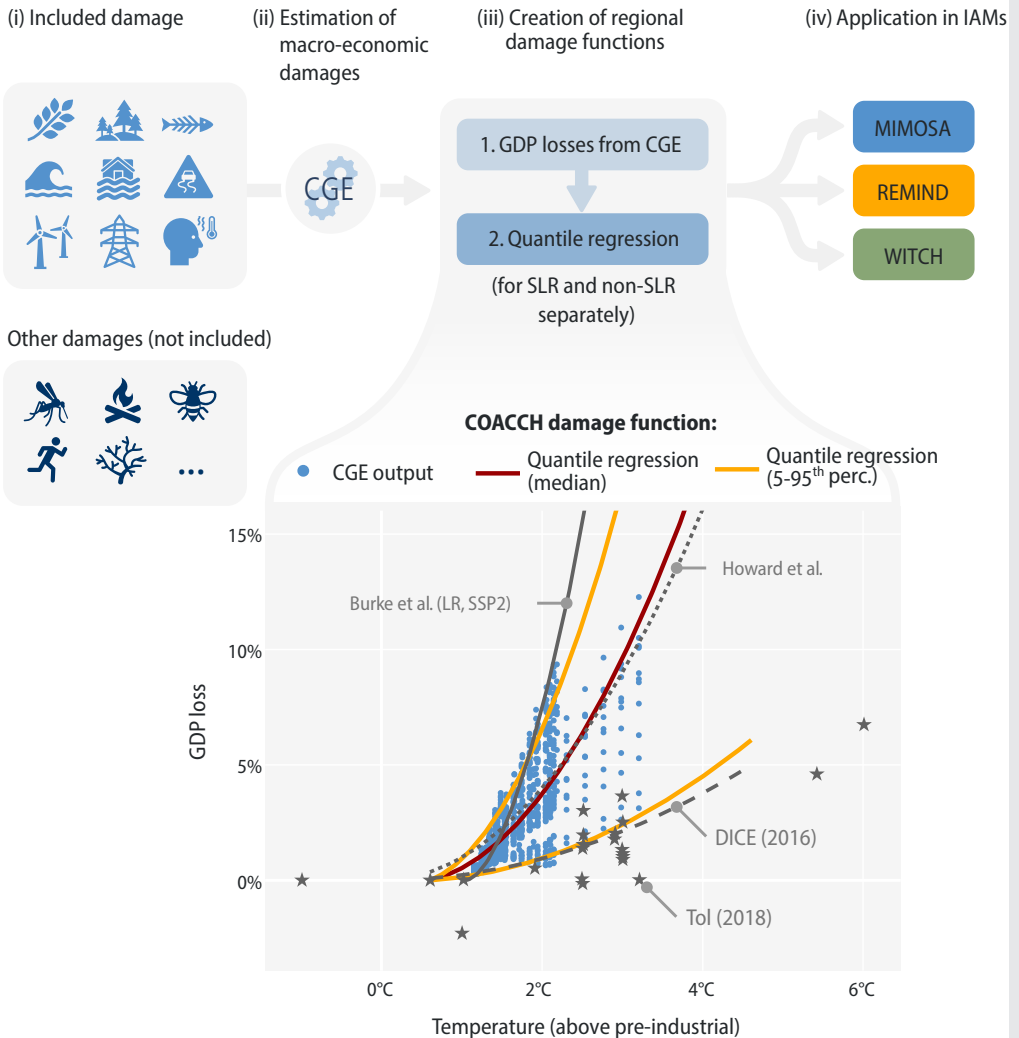 (i) Included damage
(ii) Estimation of
macro-economic
damages
(iii) Creation of regional
damage functions
(iv) Application in IAMs
CGE
1. GDP losses from CGE
2. Quantile regression
(for SLR and non-SLR
separately)
MIMOSA
REMIND
WITCH
Other damages (not included)
...
COACCH damage function:
CGE output
Quantile regression
(median)
Quantile regression
(5-95th perc.)
15%
10%
5%
0%
GDP loss
Burke et al. (LR, SSP2)
Howard et al.
DICE (2016)
Tol (2018)
0°C
2°C
4°C
6°C
Temperature (above pre-industrial)